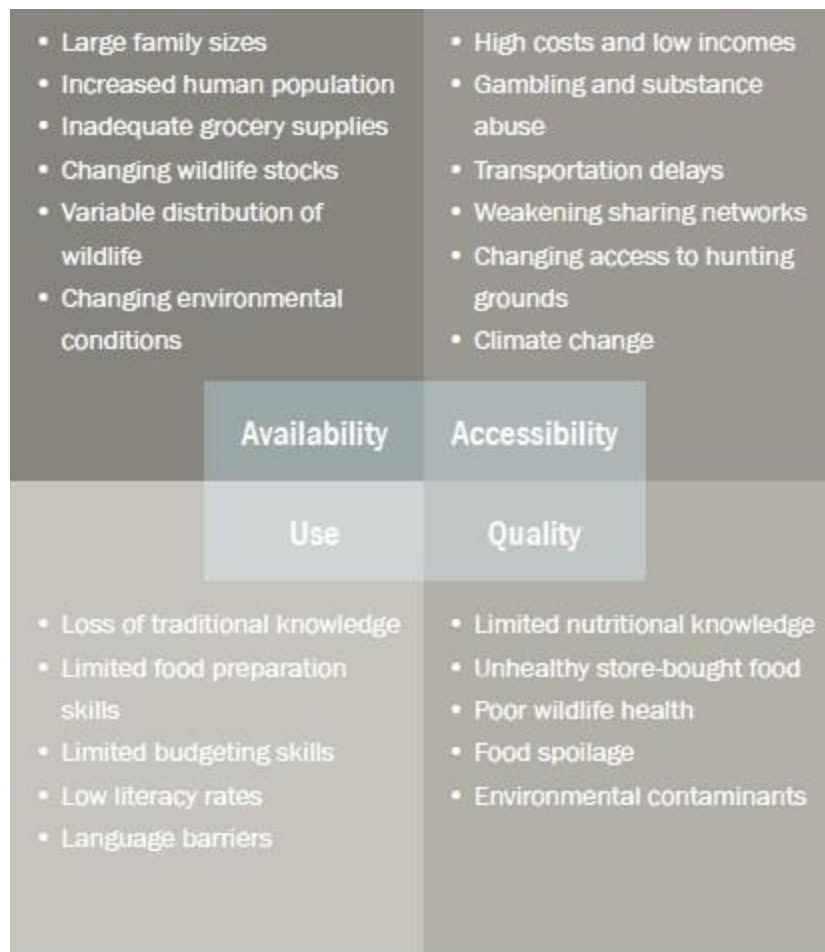 • Large family sizes
• Increased human population
• Inadequate grocery supplies
• Changing wildlife stocks
• Variable distribution of
wildlife
• Changing environmental
conditions
• High costs and low incomes
• Gambling and substance
abuse
• Transportation delays
• Weakening sharing networks
• Changing access to hunting
grounds
• Climate change
Availability
Accessibility
Use
Quality
• Loss of traditional knowledge
• Limited food preparation
skills
• Limited budgeting skills
• Low literacy rates
• Language barriers
• Limited nutritional knowledge
• Unhealthy store-bought food
• Poor wildlife health
• Food spoilage
• Environmental contaminants